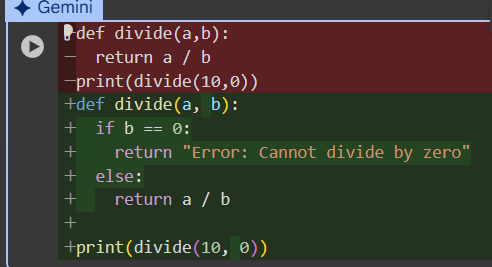 Gemini
-def divide(a,b):
-  return a / b
-print(divide(10,0))
+def divide(a, b):
+  if b == 0:
+    return "Error: Cannot divide by zero"
+  else:
+    return a / b
+
+print(divide(10, 0))